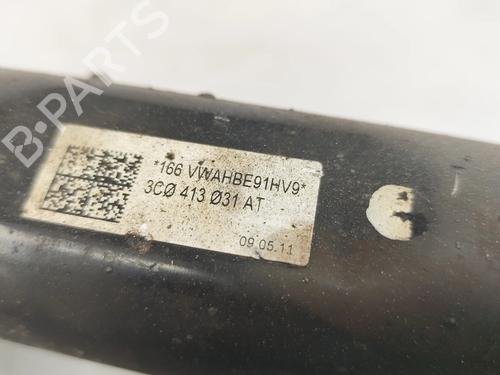 B-PARTS
*166 VWAHBE91HV9*
3CØ 413 Ø31 AT
09.05.11